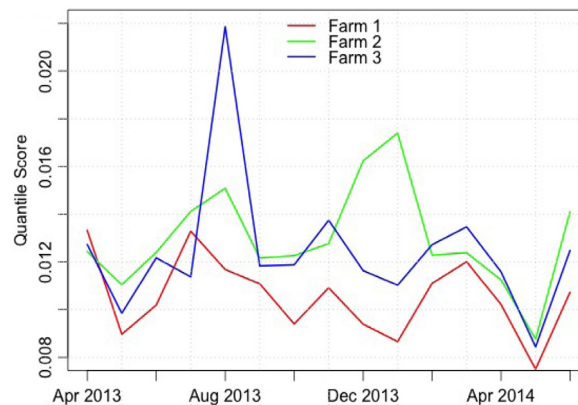 Farm 1
Farm 2
Farm 3
Quantile Score
0.020
0.016
0.012
0.008
Apr 2013 Aug 2013 Dec 2013 Apr 2014